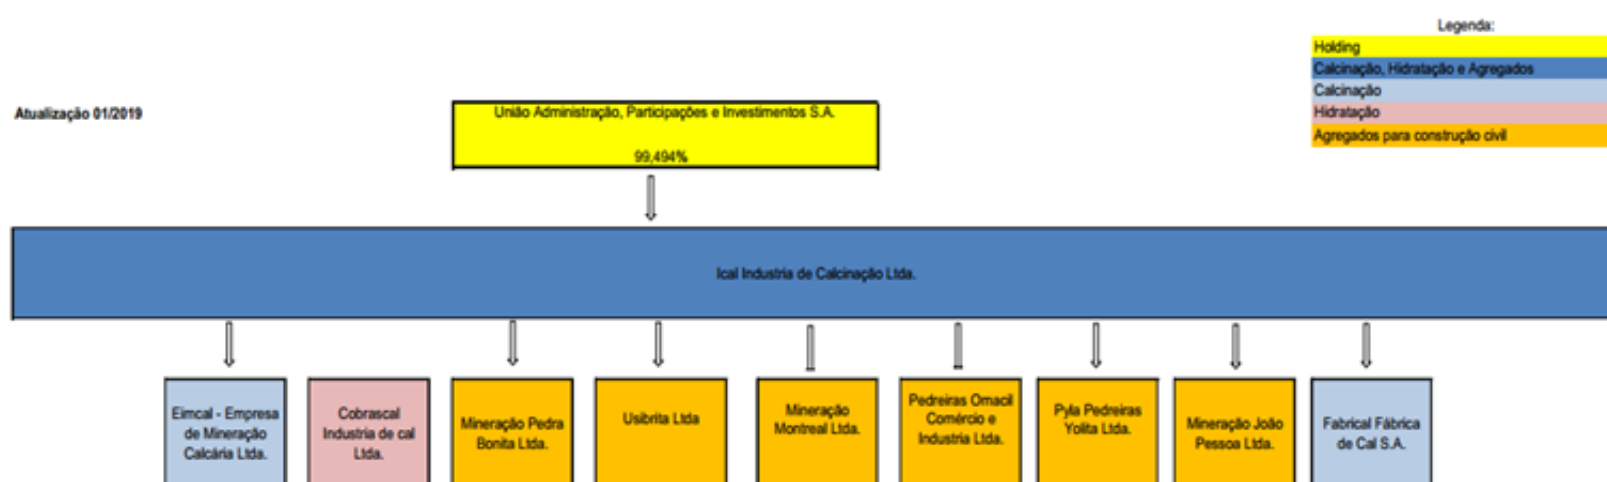 Legenda:
Holding
Calcinação, Hidratação e Agregados
Calcinação
Hidratação
Agregados para construção civil
Atualização 01/2019
União Administração, Participações e Investimentos S.A.
99,494%
Ical Industria de Calcinação Ltda.
Eimcal - Empresa
de Mineração
Calcária Ltda.
Cobrascal
Industria de cal
Ltda.
Mineração Pedra
Bonita Ltda.
Usibrita Ltda
Mineração
Montreal Ltda.
Pedreiras Omacil
Comércio e
Industria Ltda.
Pyla Pedreiras
Yolita Ltda.
Mineração João
Pessoa Ltda.
Fabrical Fábrica
de Cal S.A.